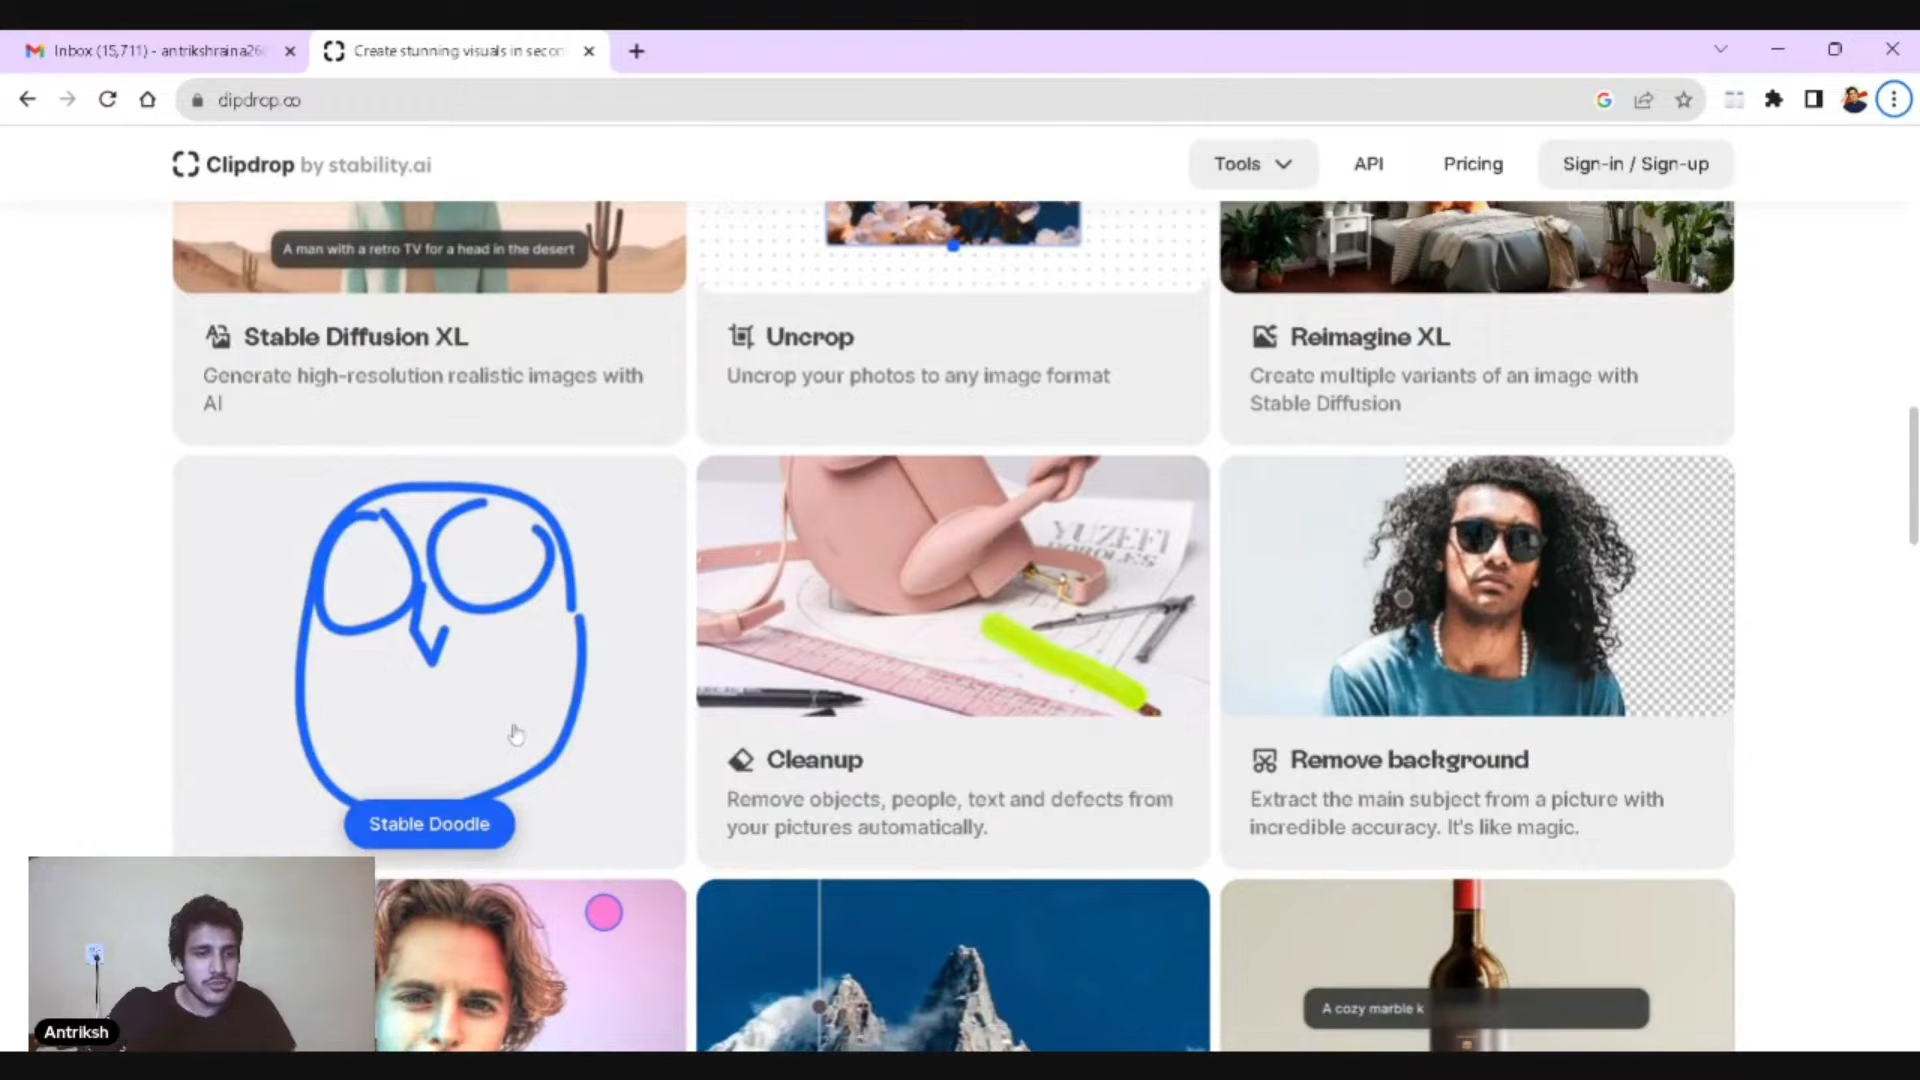 Inbox (15,711) - antrikshraina26
Create stunning visuals in secon
clipdrop.co
Clipdrop by stability.ai
Tools
API
Pricing
Sign-in / Sign-up
A man with a retro TV for a head in the desert
Stable Diffusion XL
Generate high-resolution realistic images with
AI
Uncrop
Uncrop your photos to any image format
Reimagine XL
Create multiple variants of an image with
Stable Diffusion
YUZEFI
Stable Doodle
Cleanup
Remove objects, people, text and defects from
your pictures automatically.
Remove background
Extract the main subject from a picture with
incredible accuracy. It's like magic.
A cozy marble k
Antriksh